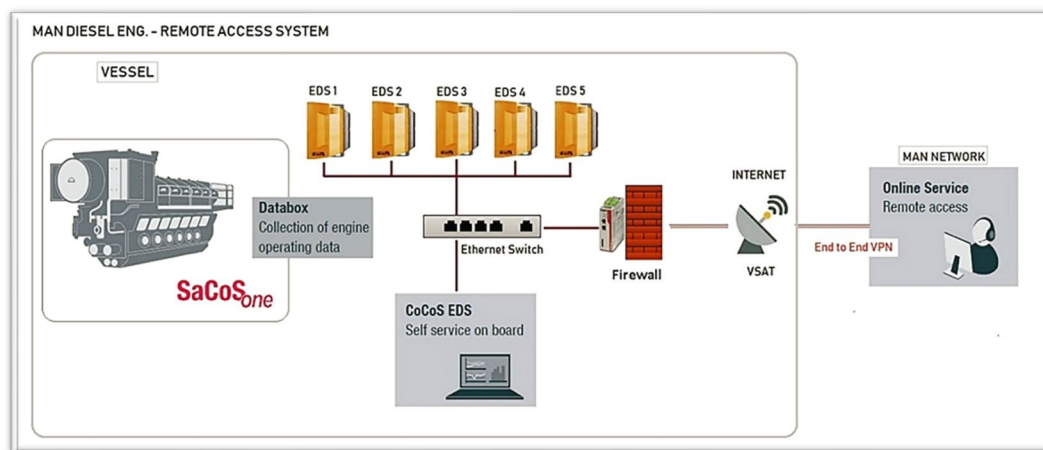 MAN DIESEL ENG. - REMOTE ACCESS SYSTEM
VESSEL
EDS 1
EDS 2
EDS 3
EDS 4
EDS 5
Databox
Collection of engine
operating data
SaCoSone
Ethernet Switch
Firewall
CoCoS EDS
Self service on board
INTERNET
VSAT
End to End VPN
MAN NETWORK
Online Service
Remote access